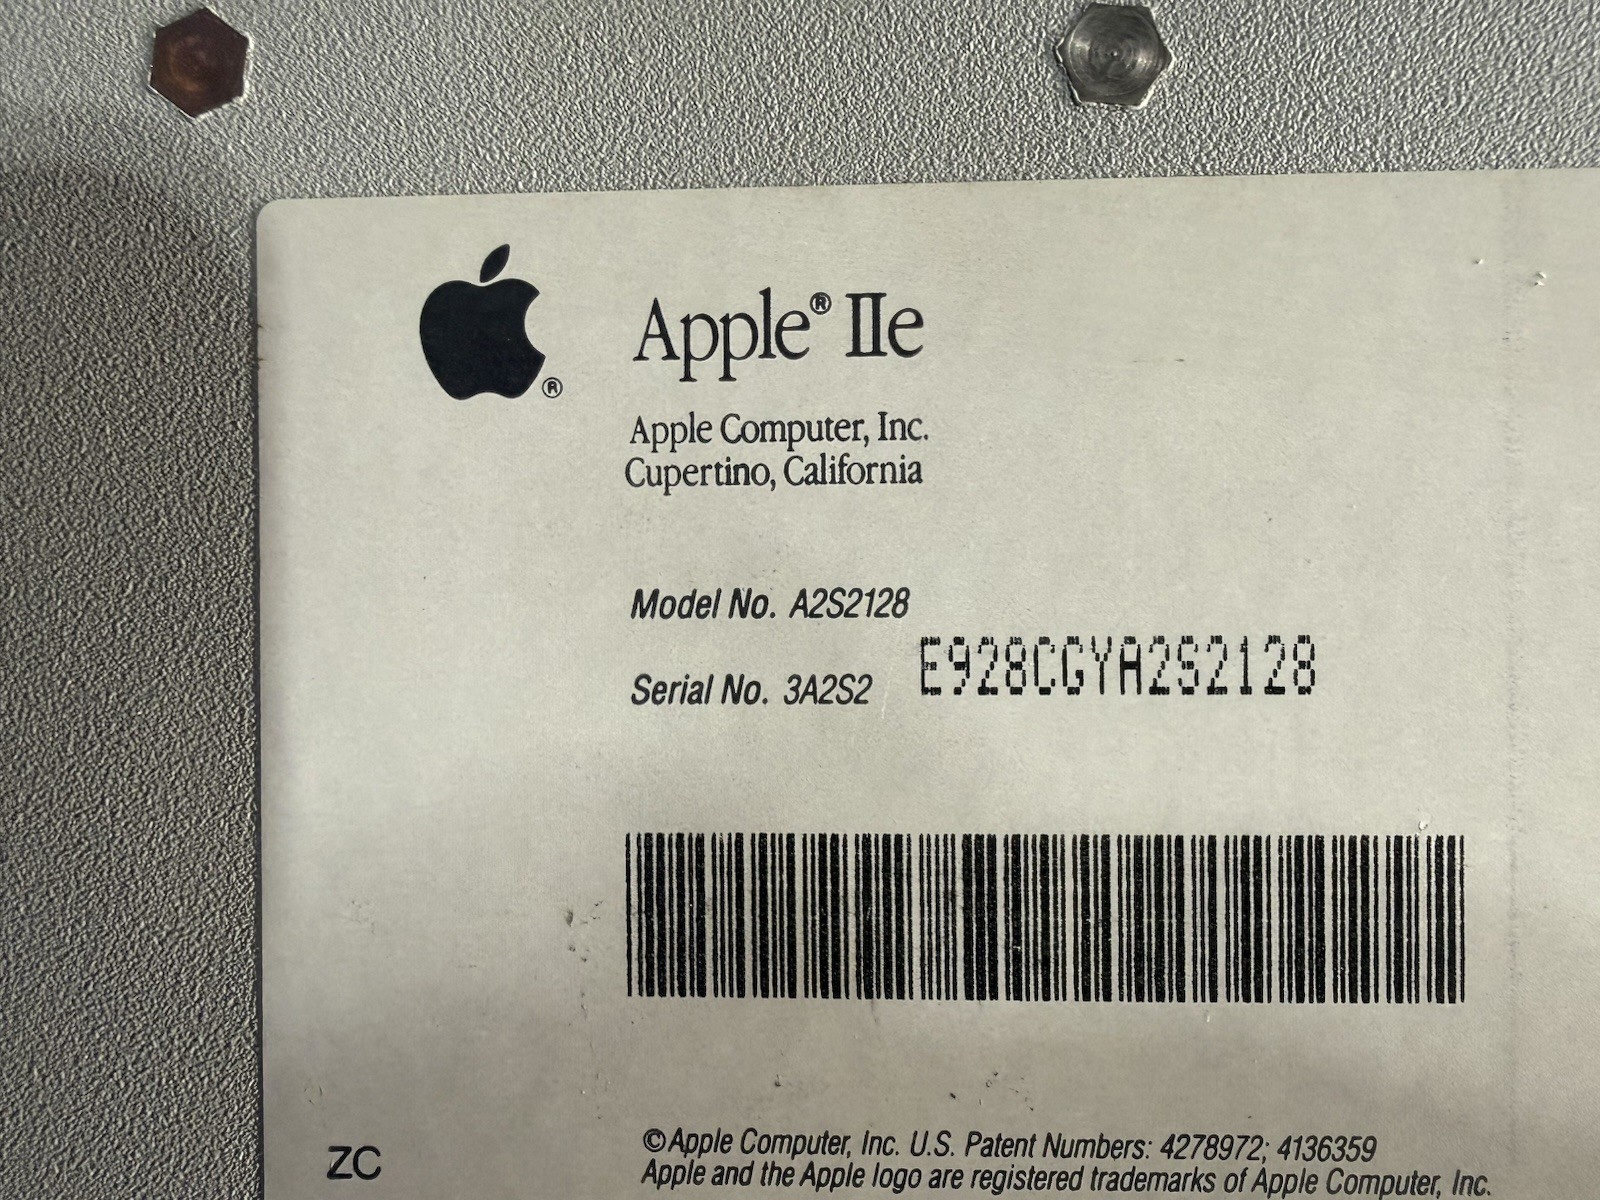 Apple® IIe
®
Apple Computer, Inc.
Cupertino, California
Model No. A2S2128
Serial No. 3A2S2 E928CGYA2S2128
ZC
©Apple Computer, Inc. U.S. Patent Numbers: 4278972; 4136359
Apple and the Apple logo are registered trademarks of Apple Computer, Inc.